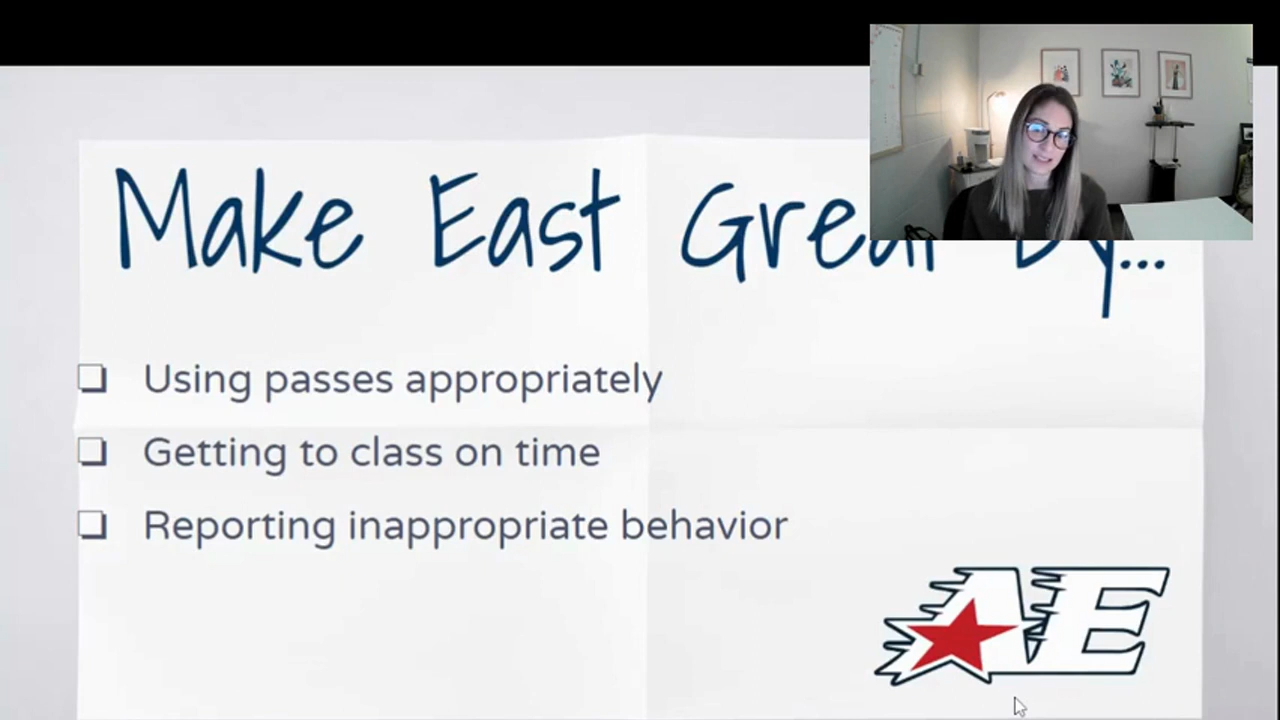 Make East Great By...
Using passes appropriately
Getting to class on time
Reporting inappropriate behavior
AE